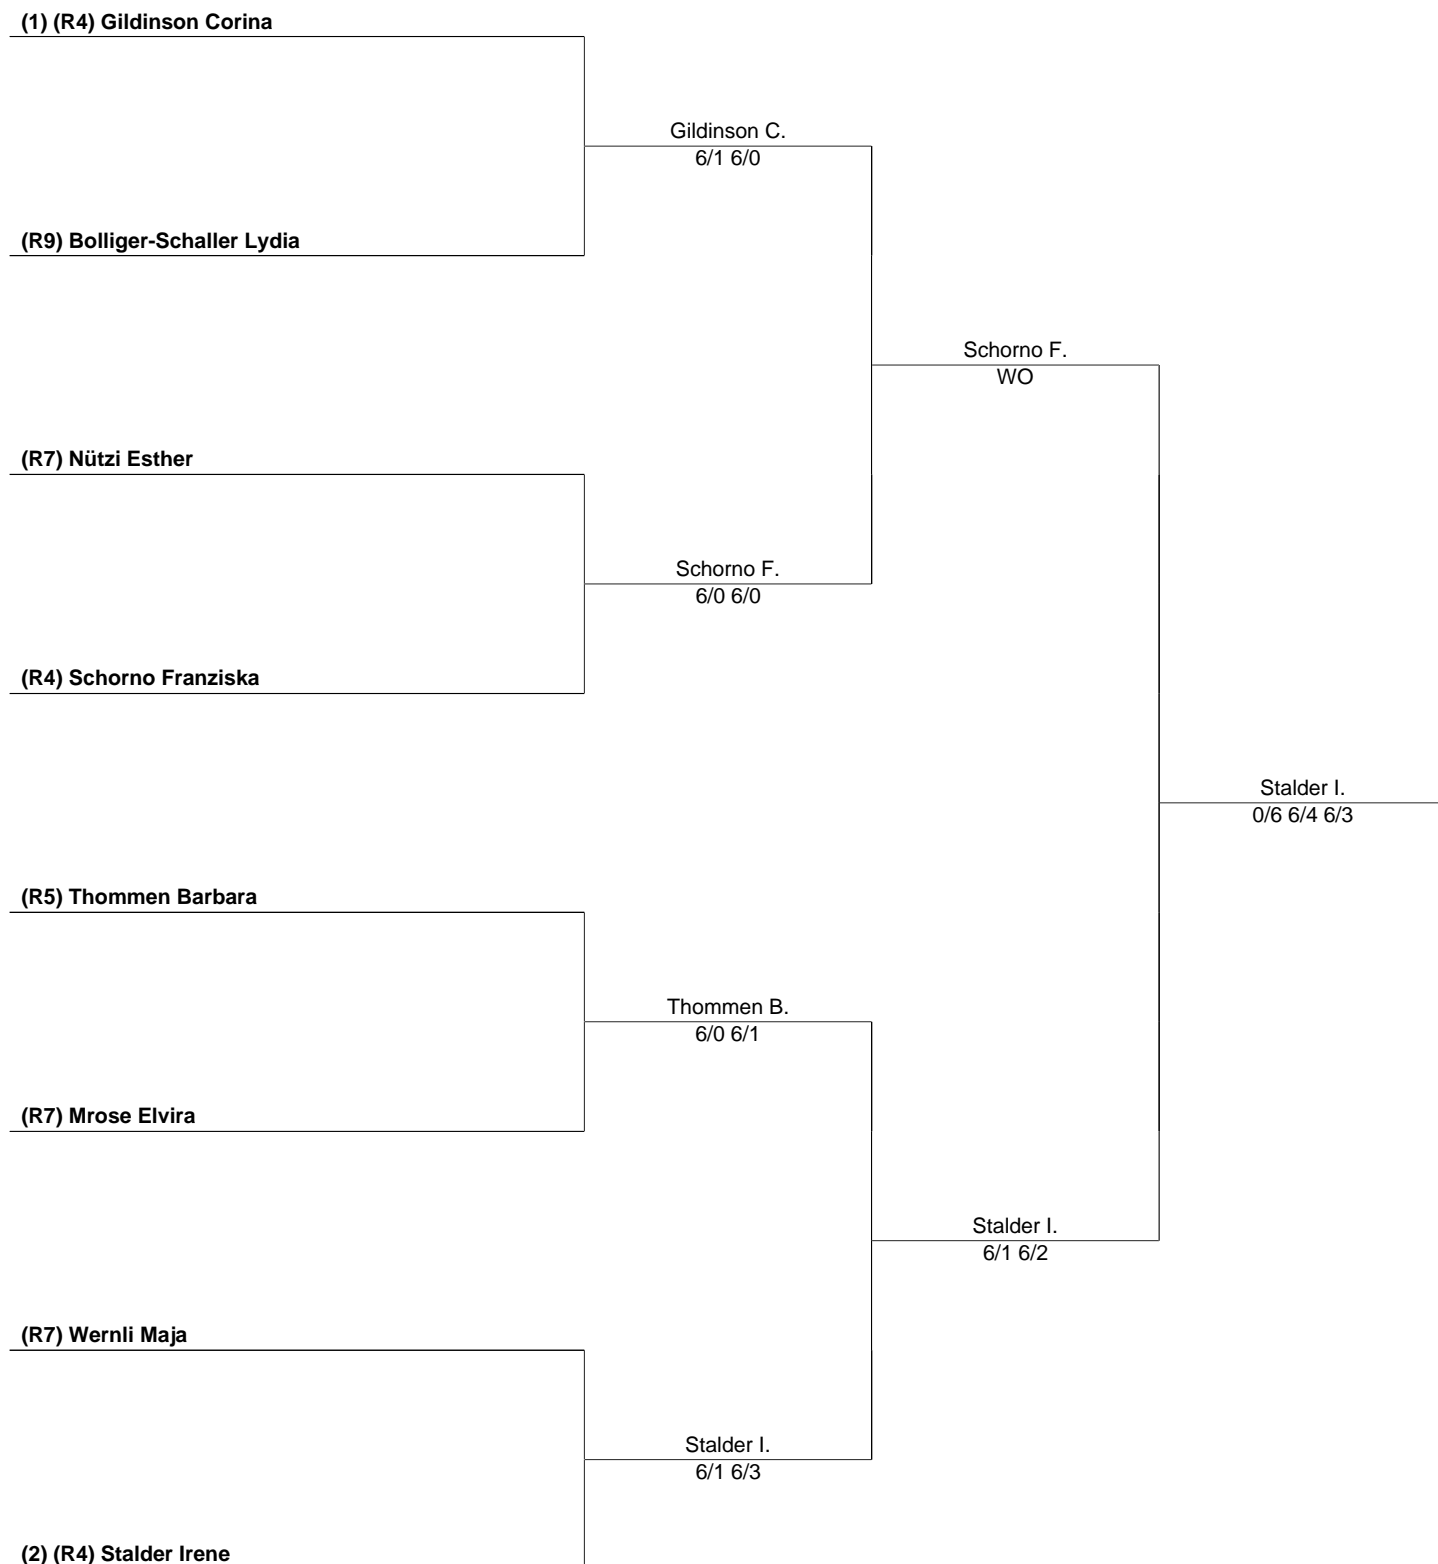 (1) (R4) Gildinson Corina
Gildinson C.
6/1 6/0
(R9) Bolliger-Schaller Lydia
Schorno F.
WO
(R7) Nützi Esther
Schorno F.
6/0 6/0
(R4) Schorno Franziska
Stalder I.
0/6 6/4 6/3
(R5) Thommen Barbara
Thommen B.
6/0 6/1
(R7) Mrose Elvira
Stalder I.
6/1 6/2
(R7) Wernli Maja
Stalder I.
6/1 6/3
(2) (R4) Stalder Irene